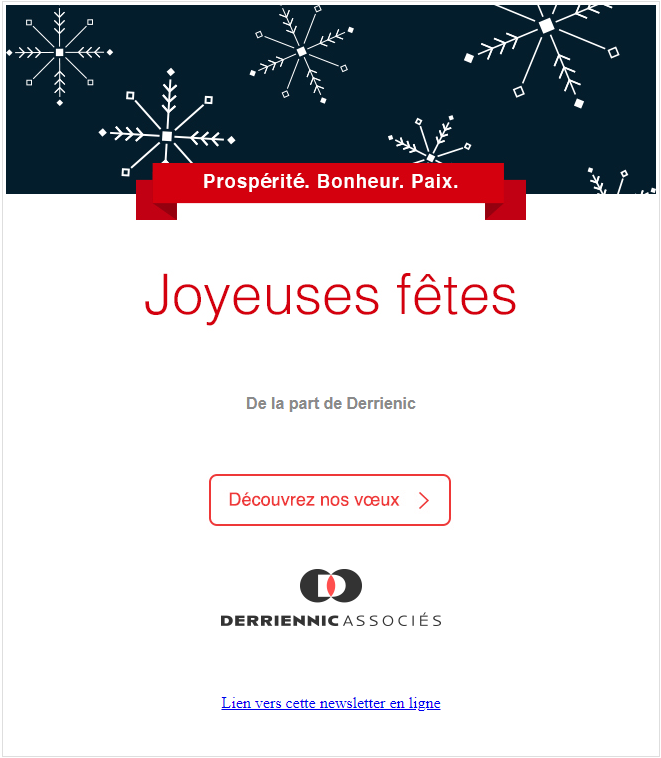 Prospérité. Bonheur. Paix.
Joyeuses fêtes
De la part de Derrienic
Découvrez nos vœux
DERRIENNIC ASSOCIÉS
Lien vers cette newsletter en ligne